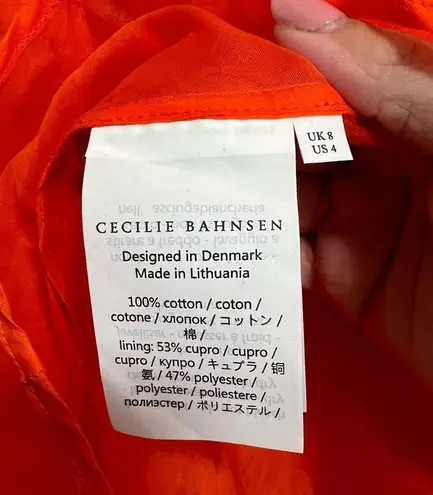 UK 8
US 4
CECILIE BAHNSEN
Designed in Denmark
Made in Lithuania
100% cotton / coton /
cotone / хлопок / コットン /
棉 /
lining: 53% cupro / cupro /
cupro / купро / キュプラ / 铜
氨 / 47% polyester /
polyester / poliestere /
полиэстер / ポリエステル /